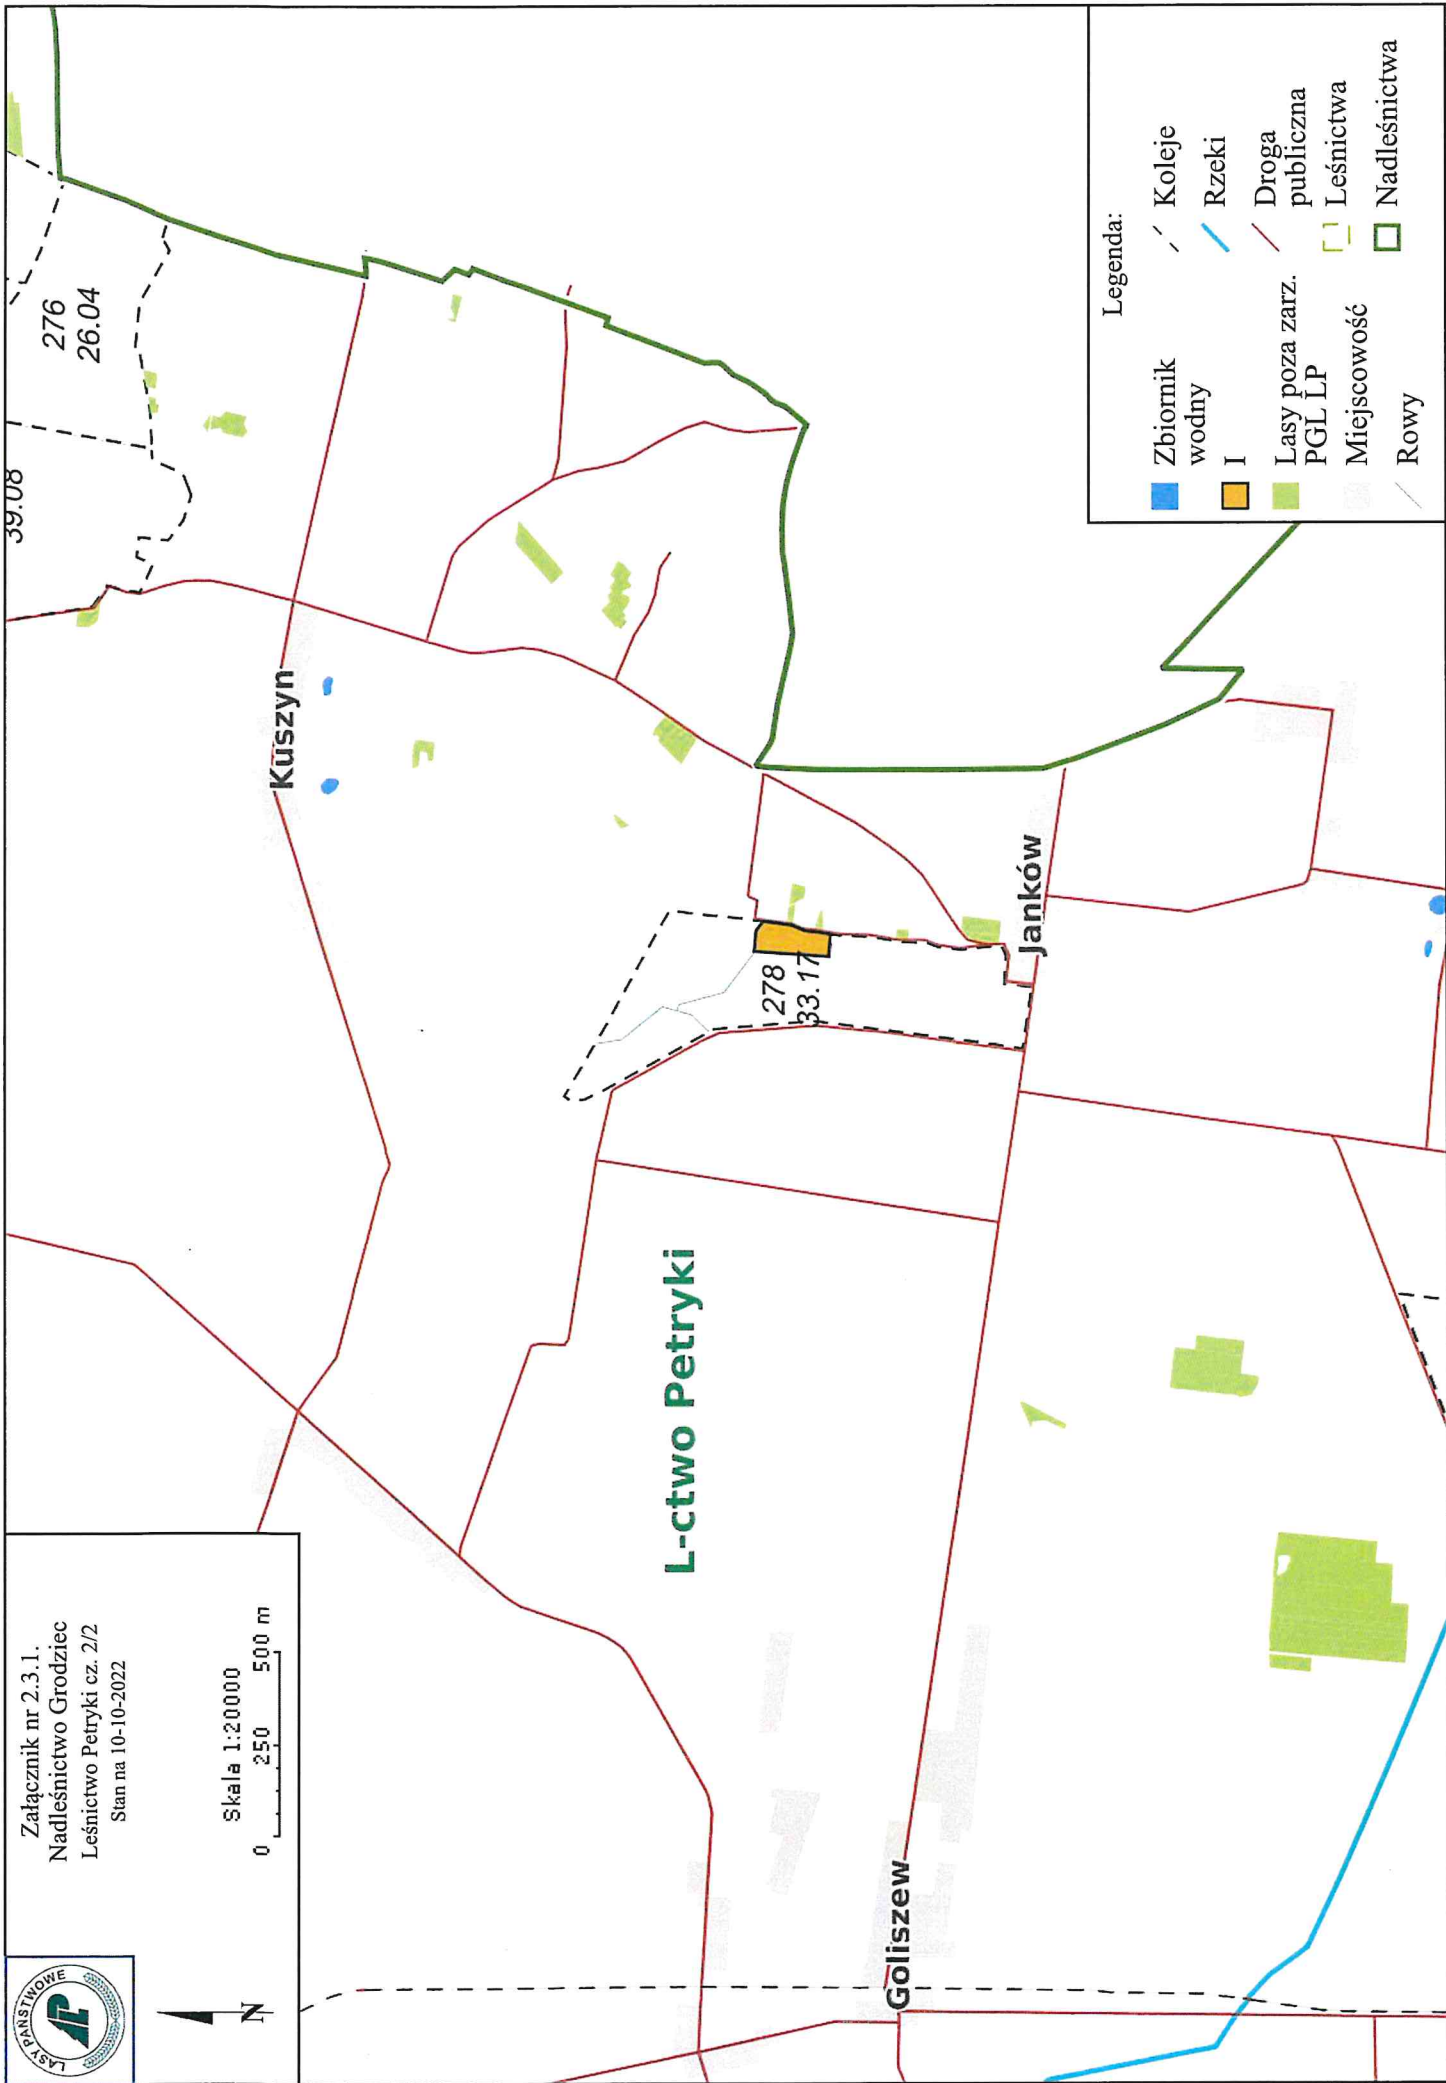 LASY PAŃSTWOWE
LP
Załącznik nr 2.3.1.
Nadleśnictwo Grodziec
Leśnictwo Petryki cz. 2/2
Stan na 10-10-2022
N
Skala 1:20000
0 250 500 m
39.08
276
26.04
Kuszyn
278
33.17
Janków
L-ctwo Petryki
Goliszew
Legenda:
Zbiornik
wodny
I
Lasy poza zarz.
PGL LP
Miejscowość
Rowy
Koleje
Rzeki
Droga
publiczna
Leśnictwa
Nadleśnictwa